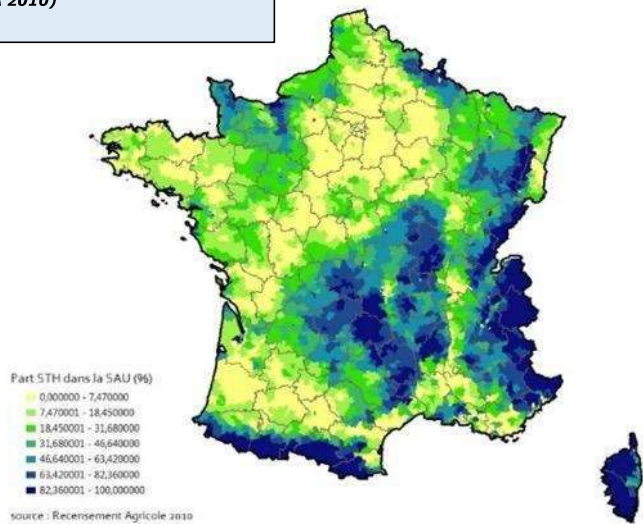 2010)
Part STH dans la SAU (%)
0,000000 - 7,470000
7,470001 - 18,450000
18,450001 - 31,680000
31,680001 - 46,640000
46,640001 - 63,420000
63,420001 - 82,360000
82,360001 - 100,000000
source : Recensement Agricole 2010